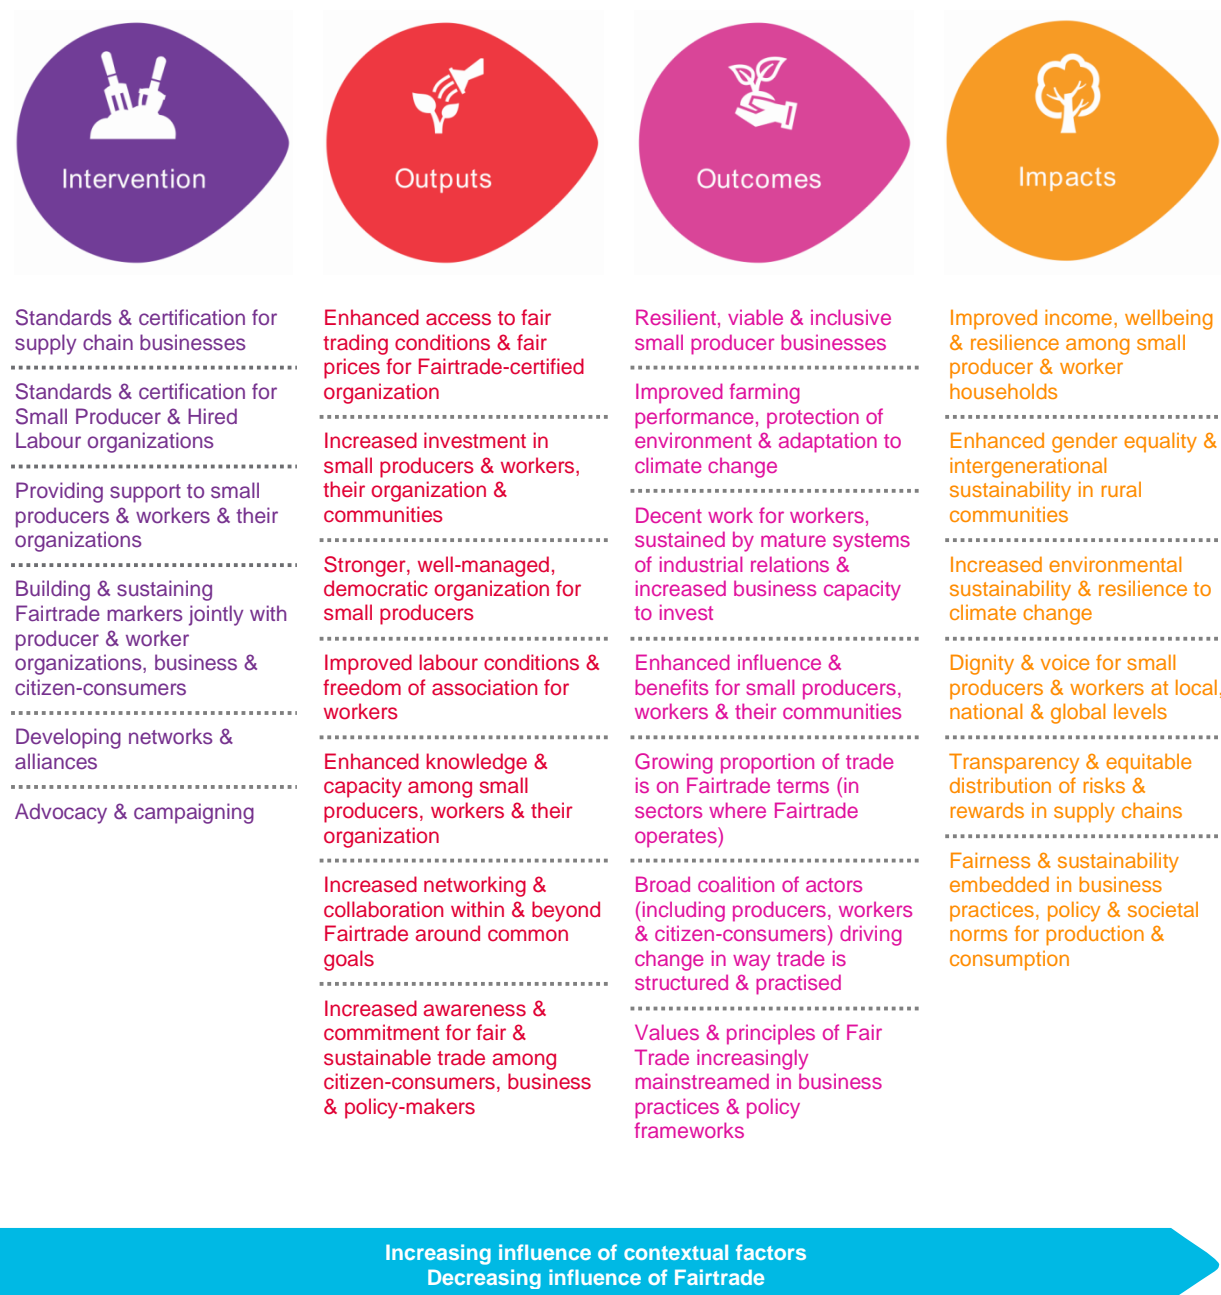 Intervention
Standards & certification for
supply chain businesses
Standards & certification for
Small Producer & Hired
Labour organizations
Providing support to small
producers & workers & their
organizations
Building & sustaining
Fairtrade markers jointly with
producer & worker
organizations, business &
citizen-consumers
Developing networks &
alliances
Advocacy & campaigning
Outputs
Enhanced access to fair
trading conditions & fair
prices for Fairtrade-certified
organization
Increased investment in
small producers & workers,
their organization &
communities
Stronger, well-managed,
democratic organization for
small producers
Improved labour conditions &
freedom of association for
workers
Enhanced knowledge &
capacity among small
producers, workers & their
organization
Increased networking &
collaboration within & beyond
Fairtrade around common
goals
Increased awareness &
commitment for fair &
sustainable trade among
citizen-consumers, business
& policy-makers
Outcomes
Resilient, viable & inclusive
small producer businesses
Improved farming
performance, protection of
environment & adaptation to
climate change
Decent work for workers,
sustained by mature systems
of industrial relations &
increased business capacity
to invest
Enhanced influence &
benefits for small producers,
workers & their communities
Growing proportion of trade
is on Fairtrade terms (in
sectors where Fairtrade
operates)
Broad coalition of actors
(including producers, workers
& citizen-consumers) driving
change in way trade is
structured & practised
Values & principles of Fair
Trade increasingly
mainstreamed in business
practices & policy
frameworks
Impacts
Improved income, wellbeing
& resilience among small
producer & worker
households
Enhanced gender equality &
intergenerational
sustainability in rural
communities
Increased environmental
sustainability & resilience to
climate change
Dignity & voice for small
producers & workers at local,
national & global levels
Transparency & equitable
distribution of risks &
rewards in supply chains
Fairness & sustainability
embedded in business
practices, policy & societal
norms for production &
consumption
Increasing influence of contextual factors
Decreasing influence of Fairtrade